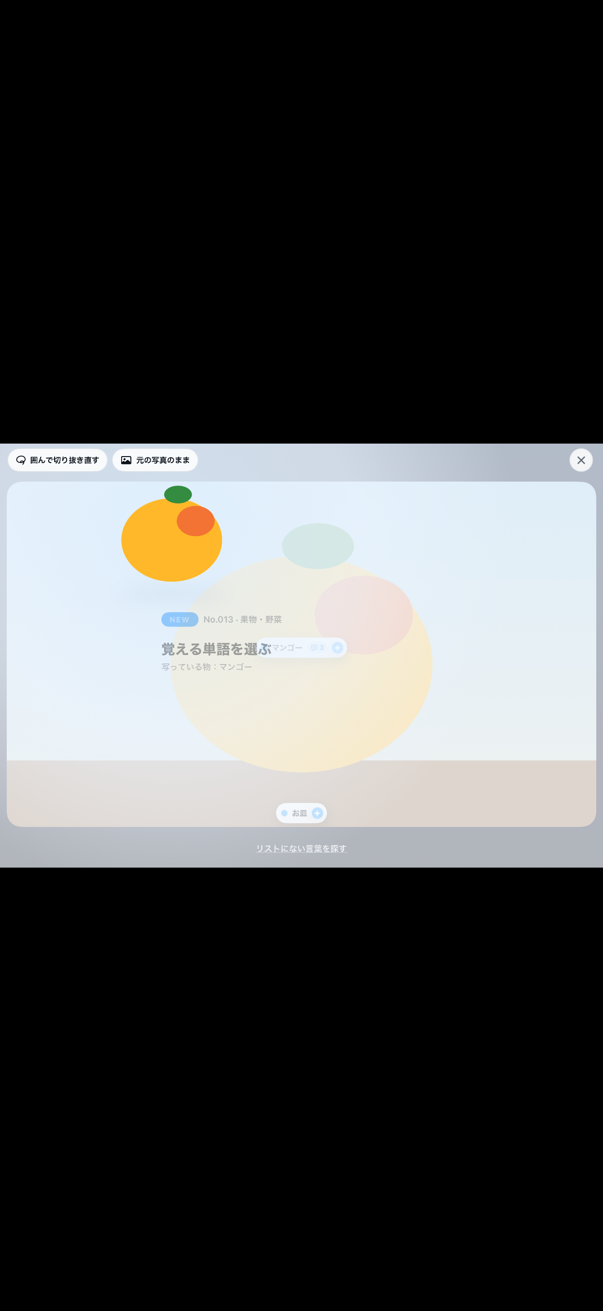 囲んで切り抜き直す
元の写真のまま
NEW No.013・果物・野菜
覚える単語を選ぶ
マンゴー
写っている物：マンゴー
お皿
リストにない言葉を探す